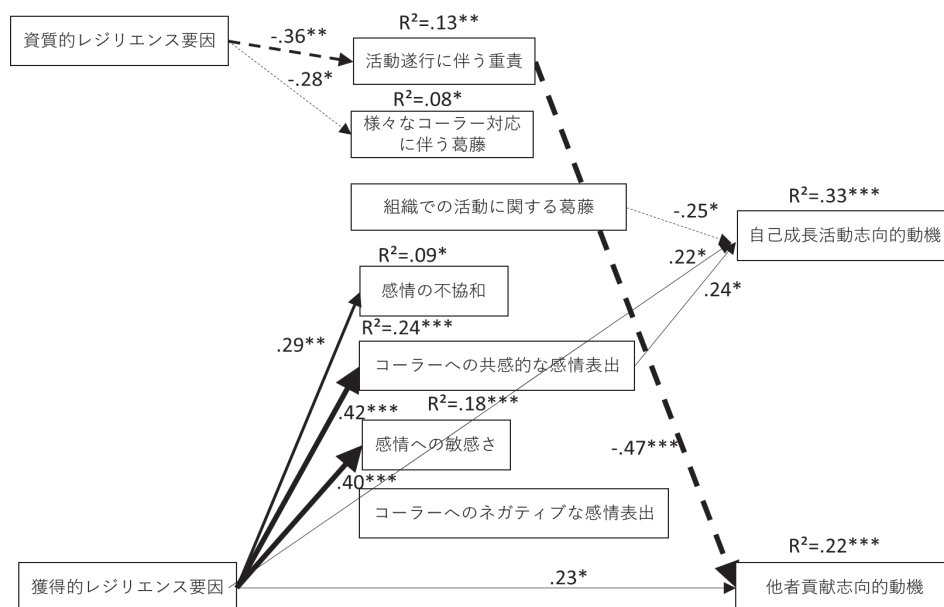 R²=.13**
資質的レジリエンス要因
-.36**
活動遂行に伴う重責
-.28*
R²=.08*
様々なコーラー対応
に伴う葛藤
組織での活動に関する葛藤
-.25*
R²=.33***
自己成長活動志向的動機
.22*
.24*
R²=.09*
感情の不協和
.29**
R²=.24***
コーラーへの共感的な感情表出
.42***
R²=.18***
感情への敏感さ
.40***
-.47***
コーラーへのネガティブな感情表出
R²=.22***
獲得的レジリエンス要因
.23*
他者貢献志向的動機